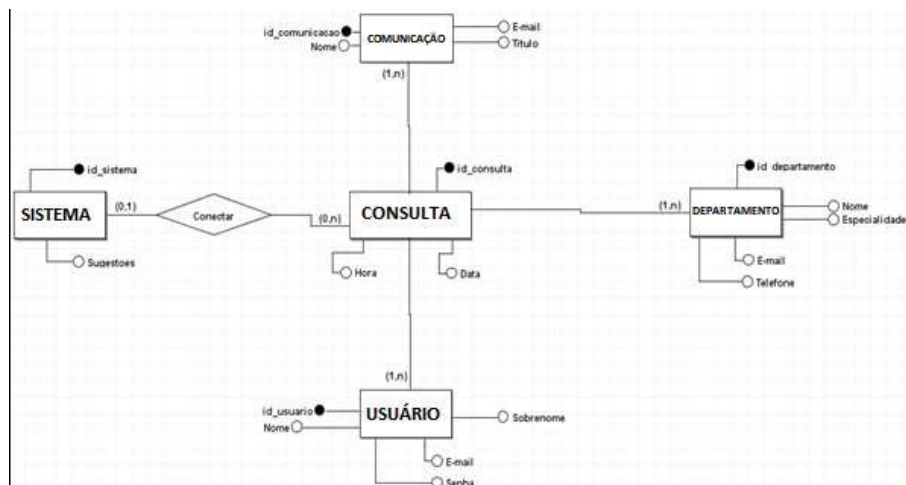 E-mail
id_comunicacao
COMUNICAÇÃO
Nome
Titulo
(1,n)
id_sistema
id_consulta
id_departamento
SISTEMA
(0,1)
Conectar
(0,n)
CONSULTA
(1,n)
DEPARTAMENTO
Nome
Especialidade
Sugestoes
Hora
Data
E-mail
Telefone
(1,n)
id_usuario
USUÁRIO
Sobrenome
Nome
E-mail
Senha